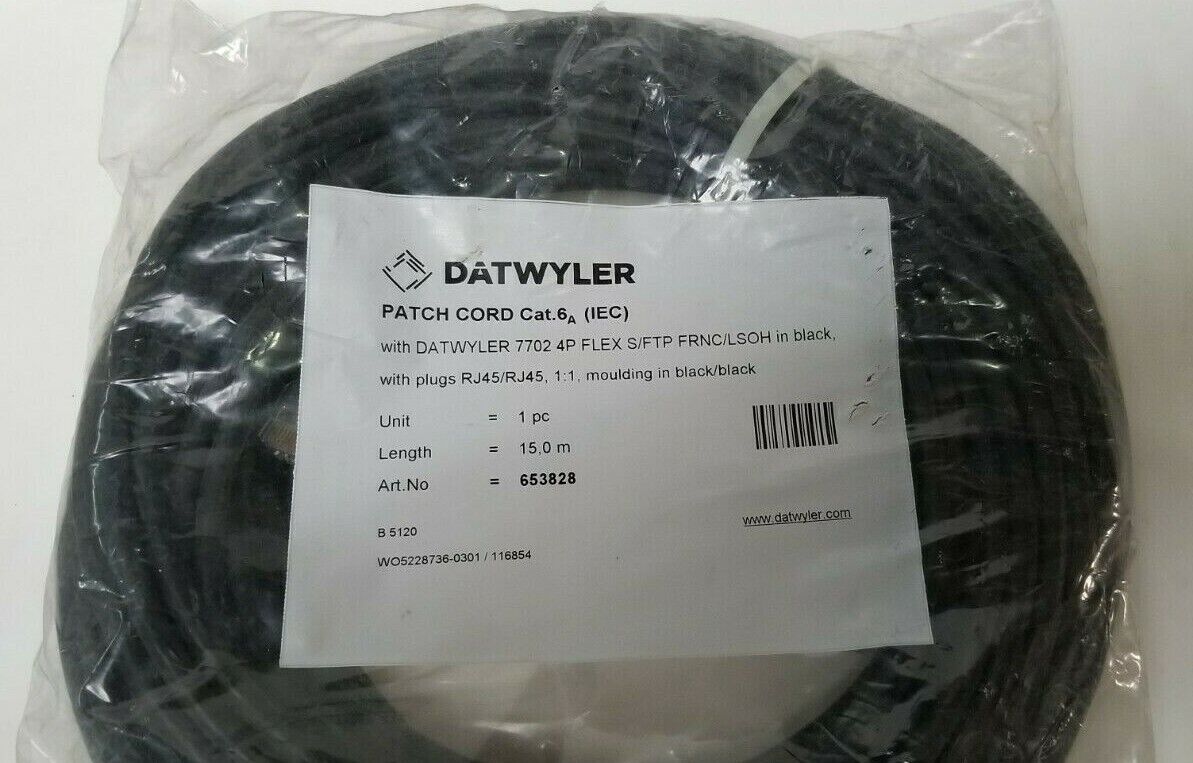 DATWYLER
PATCH CORD Cat.6A (IEC)
with DATWYLER 7702 4P FLEX S/FTP FRNC/LSOH in black,
with plugs RJ45/RJ45, 1:1, moulding in black/black
Unit = 1 pc
Length = 15,0 m
Art.No = 653828
B 5120
www.datwyler.com
WO5228736-0301 / 116854